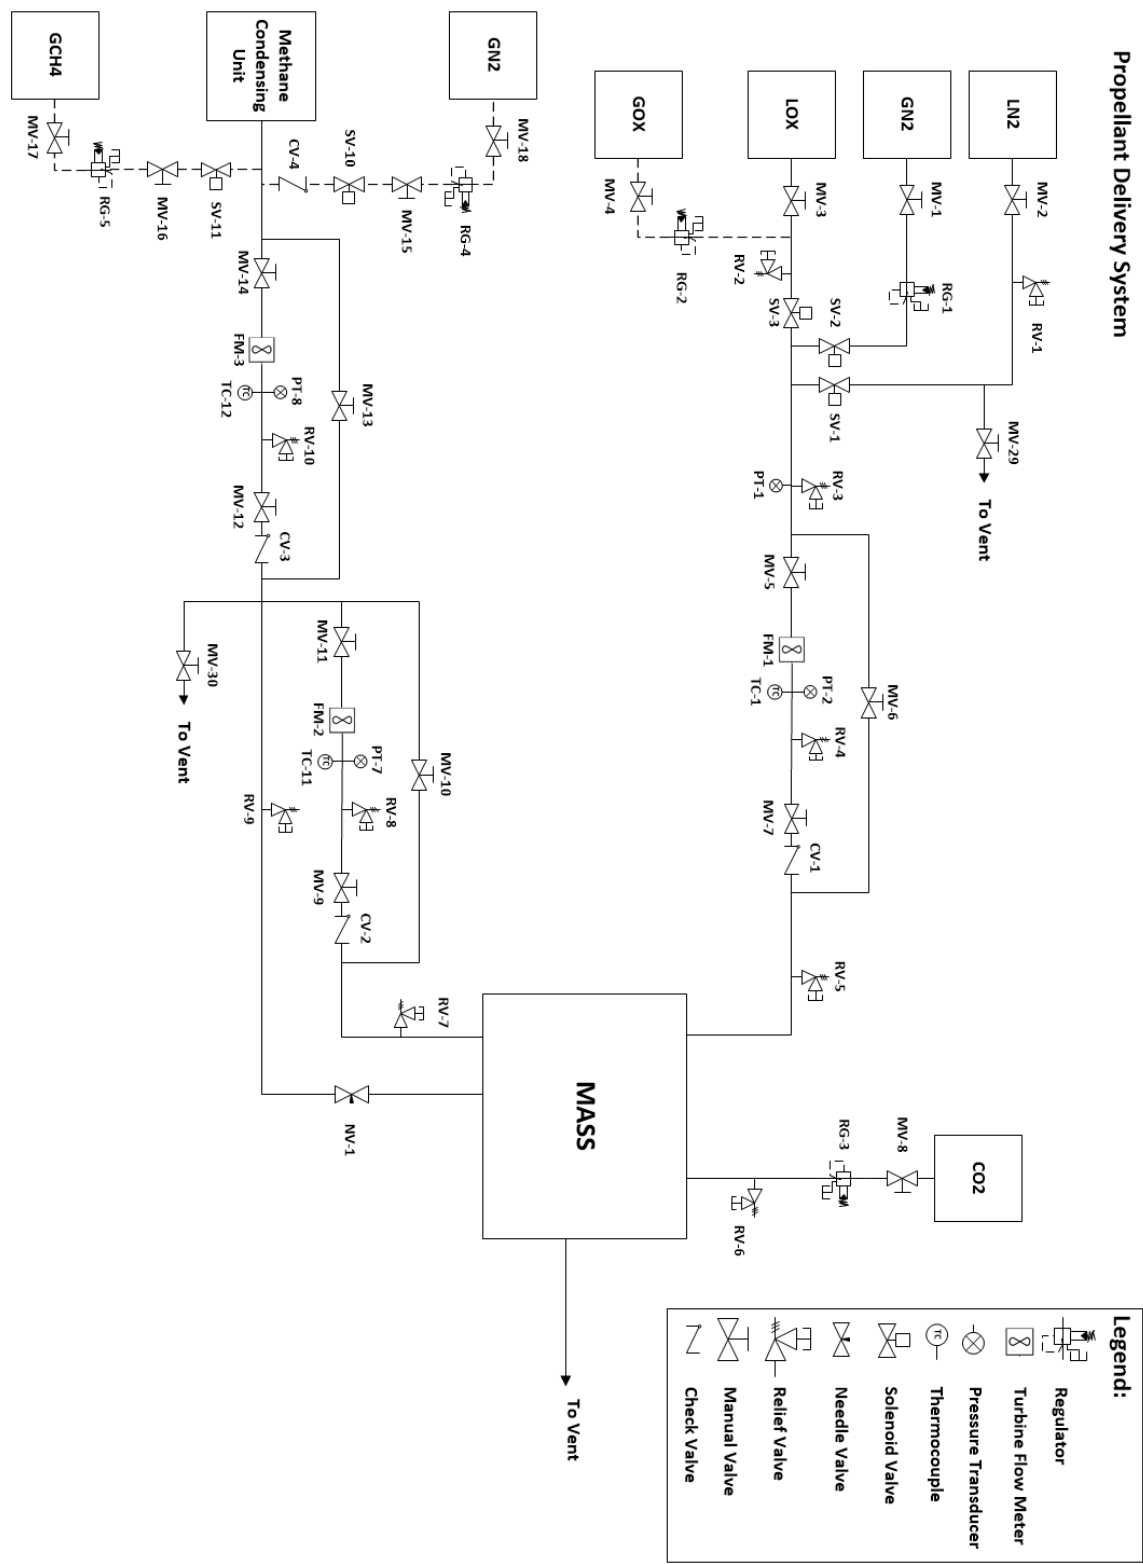 Propellant Delivery System
LN2
GN2
LOX
GOX
MV-2
MV-1
MV-3
MV-4
RV-1
RG-1
RV-2
RG-2
SV-2
SV-3
SV-1
MV-29
To Vent
RV-3
PT-1
MV-5
MV-6
FM-1
PT-2
TC-1
RV-4
MV-7
CV-1
RV-5
GN2
Methane
Condensing
Unit
GCH4
MV-18
MV-17
RG-4
MV-15
SV-10
CV-4
SV-11
MV-16
RG-5
MV-14
FM-3
MV-13
PT-8
TC
TC-12
RV-10
MV-12
CV-3
MV-11
MV-30
To Vent
FM-2
MV-10
PT-7
TC
TC-11
RV-8
RV-9
MV-9
CV-2
RV-7
NV-1
MASS
CO2
MV-8
RG-3
RV-6
To Vent
TC
Legend:
Regulator
Turbine Flow Meter
Pressure Transducer
TC
Thermocouple
Solenoid Valve
Needle Valve
Relief Valve
Manual Valve
Check Valve